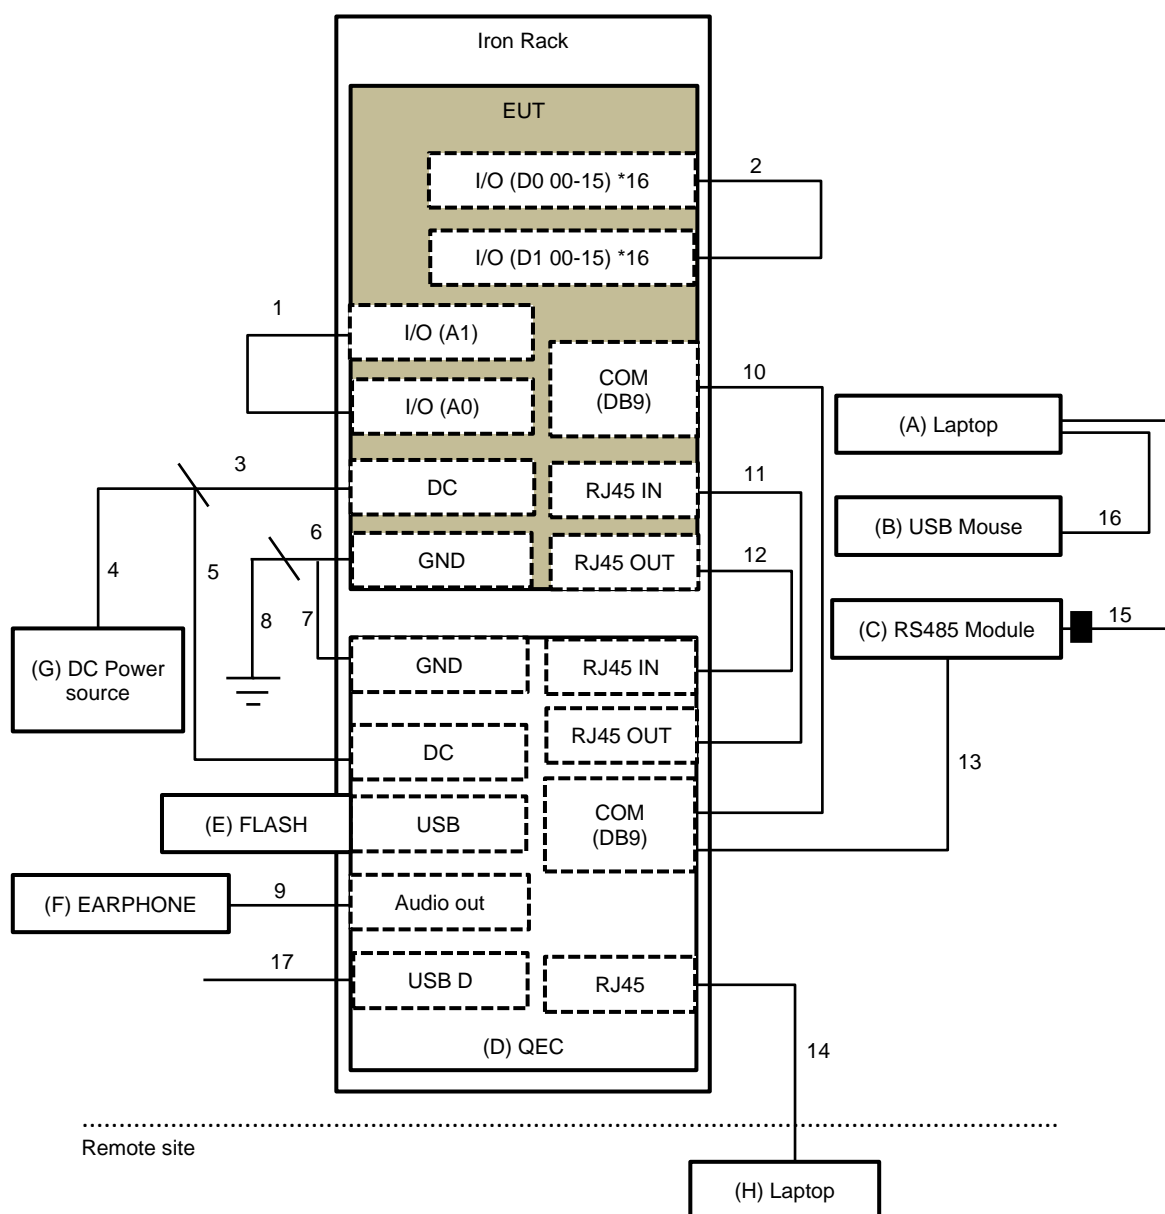 Iron Rack
EUT
I/O (D0 00-15) *16
2
I/O (D1 00-15) *16
1
I/O (A1)
I/O (A0)
COM
(DB9)
10
(A) Laptop
3
DC
RJ45 IN
11
(B) USB Mouse
16
6
GND
RJ45 OUT
12
4
5
8
7
(C) RS485 Module
15
(G) DC Power
source
GND
RJ45 IN
DC
RJ45 OUT
13
(E) FLASH
USB
COM
(DB9)
(F) EARPHONE
9
Audio out
17
USB D
RJ45
(D) QEC
14
Remote site
(H) Laptop